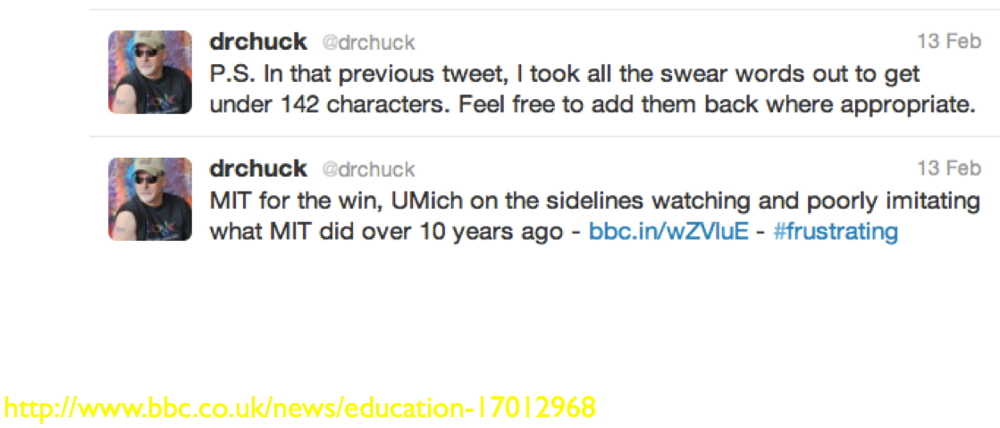 drchuck @drchuck 13 Feb
P.S. In that previous tweet, I took all the swear words out to get
under 142 characters. Feel free to add them back where appropriate.
drchuck @drchuck 13 Feb
MIT for the win, UMich on the sidelines watching and poorly imitating
what MIT did over 10 years ago - bbc.in/wZVluE - #frustrating
http://www.bbc.co.uk/news/education-17012968